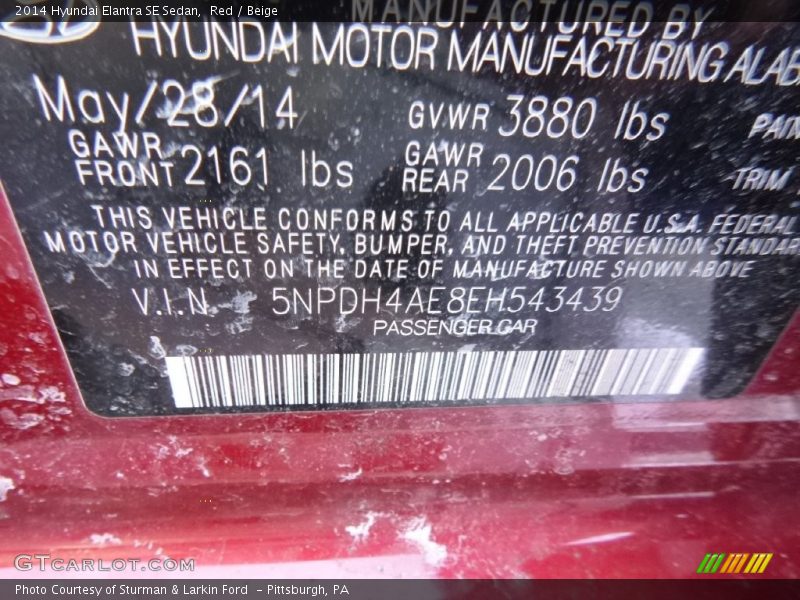 2014 Hyundai Elantra SE Sedan,  Red / Beige
MANUFACTURED BY
HYUNDAI MOTOR MANUFACTURING
May/28/14 GVWR 3880 lbs
GAWR FRONT 2161 lbs GAWR REAR 2006 lbs TRIM
THIS VEHICLE CONFORMS TO ALL APPLICABLE U.S.A. FEDERAL
MOTOR VEHICLE SAFETY, BUMPER, AND THEFT PREVENTION
IN EFFECT ON THE DATE OF MANUFACTURE SHOWN ABOVE
V.I.N. 5NPDH4AE8EH543439
PASSENGER CAR
GTCARLOT.COM
Photo Courtesy of Sturman & Larkin Ford  - Pittsburgh, PA